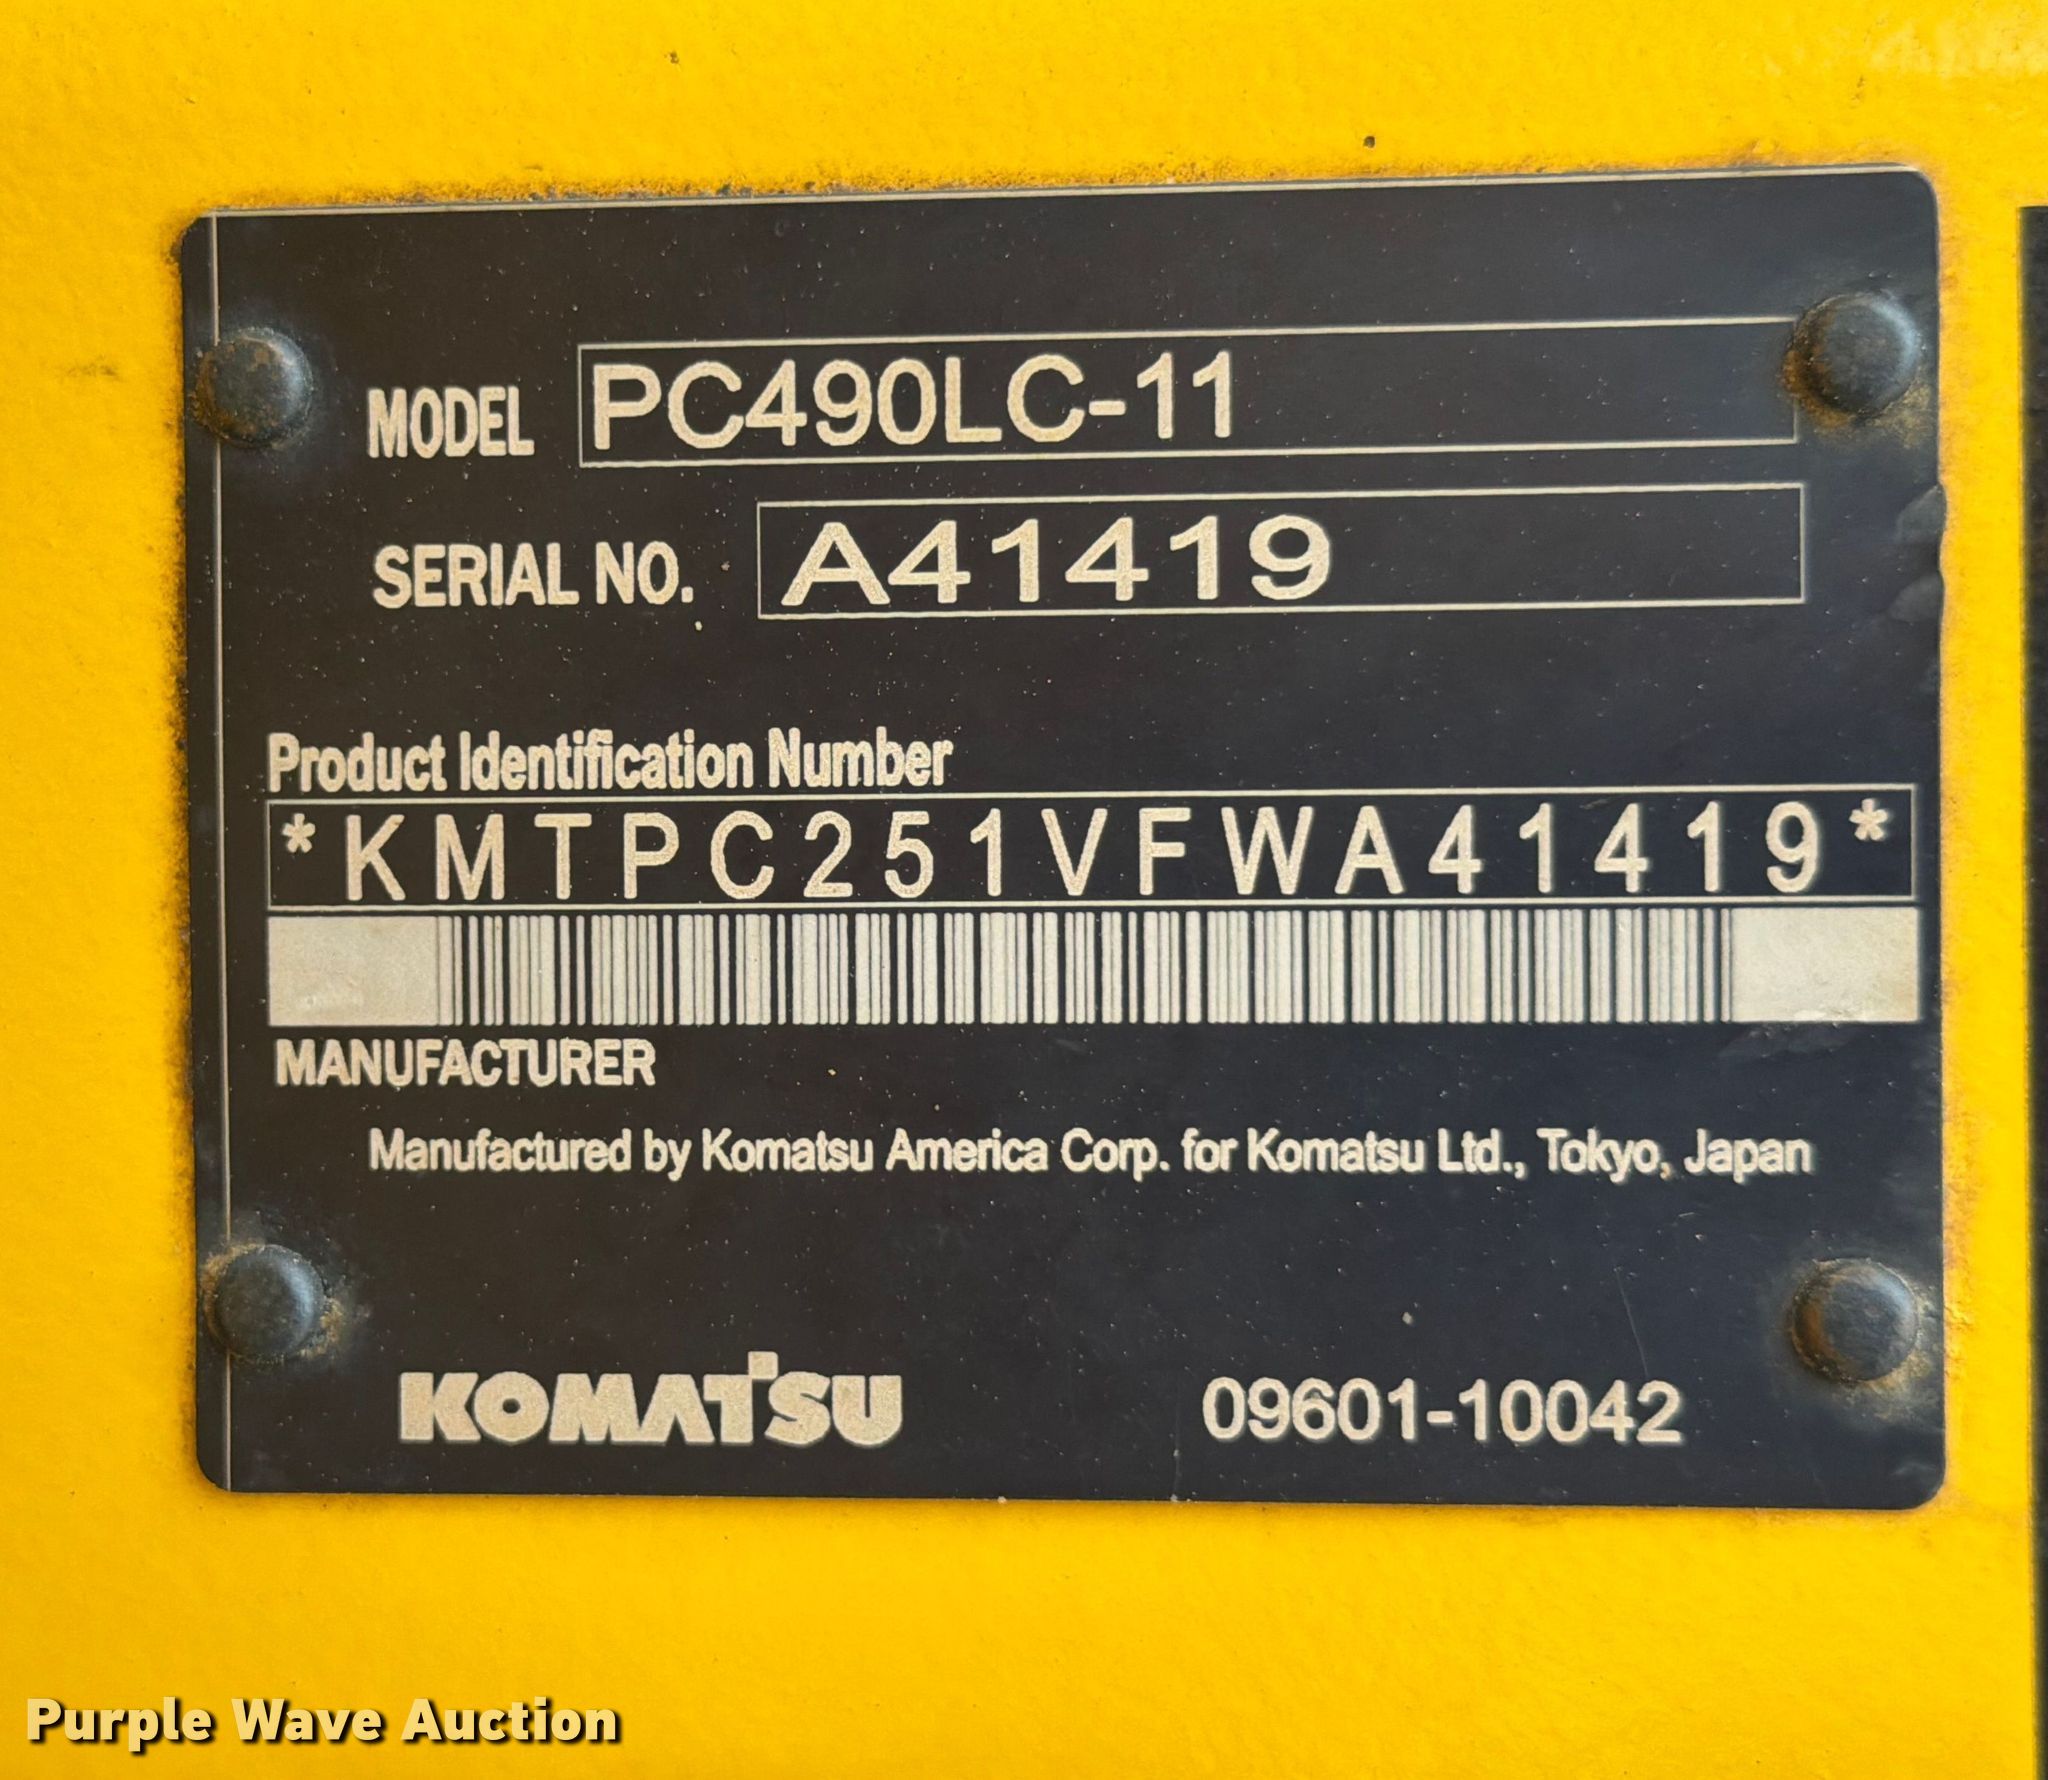 MODEL PC490LC-11
SERIAL NO. A41419
Product Identification Number
*KMTPC251VFWA41419*
MANUFACTURER
Manufactured by Komatsu America Corp. for Komatsu Ltd., Tokyo, Japan
KOMATSU 09601-10042
Purple Wave Auction